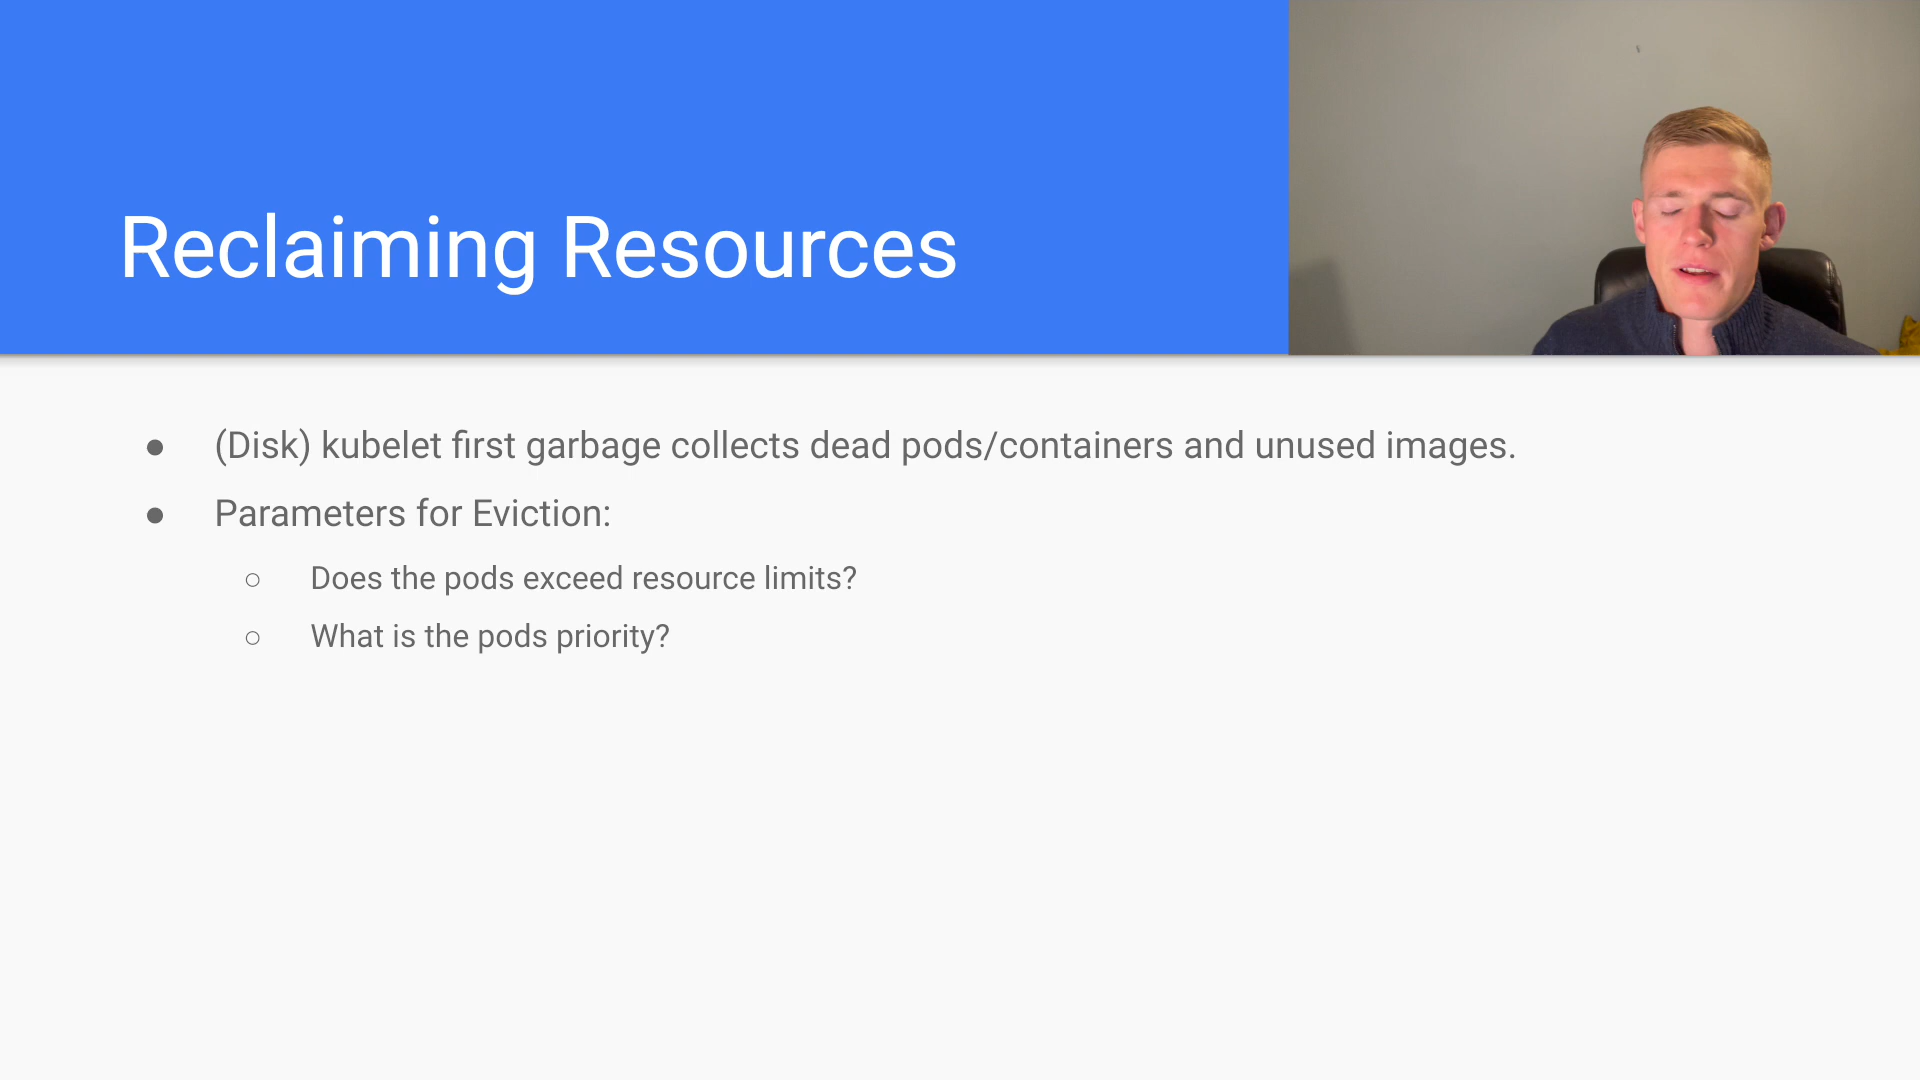 Reclaiming Resources
● (Disk) kubelet first garbage collects dead pods/containers and unused images.
● Parameters for Eviction:
○ Does the pods exceed resource limits?
○ What is the pods priority?